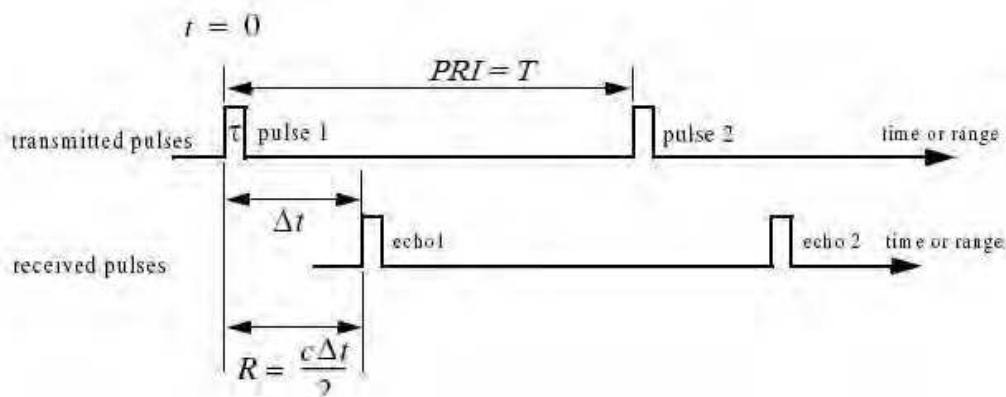 t = 0
PRI = T
transmitted pulses τ pulse 1 pulse 2 time or range
Δt
received pulses echo1 echo 2 time or range
R = cΔt/2